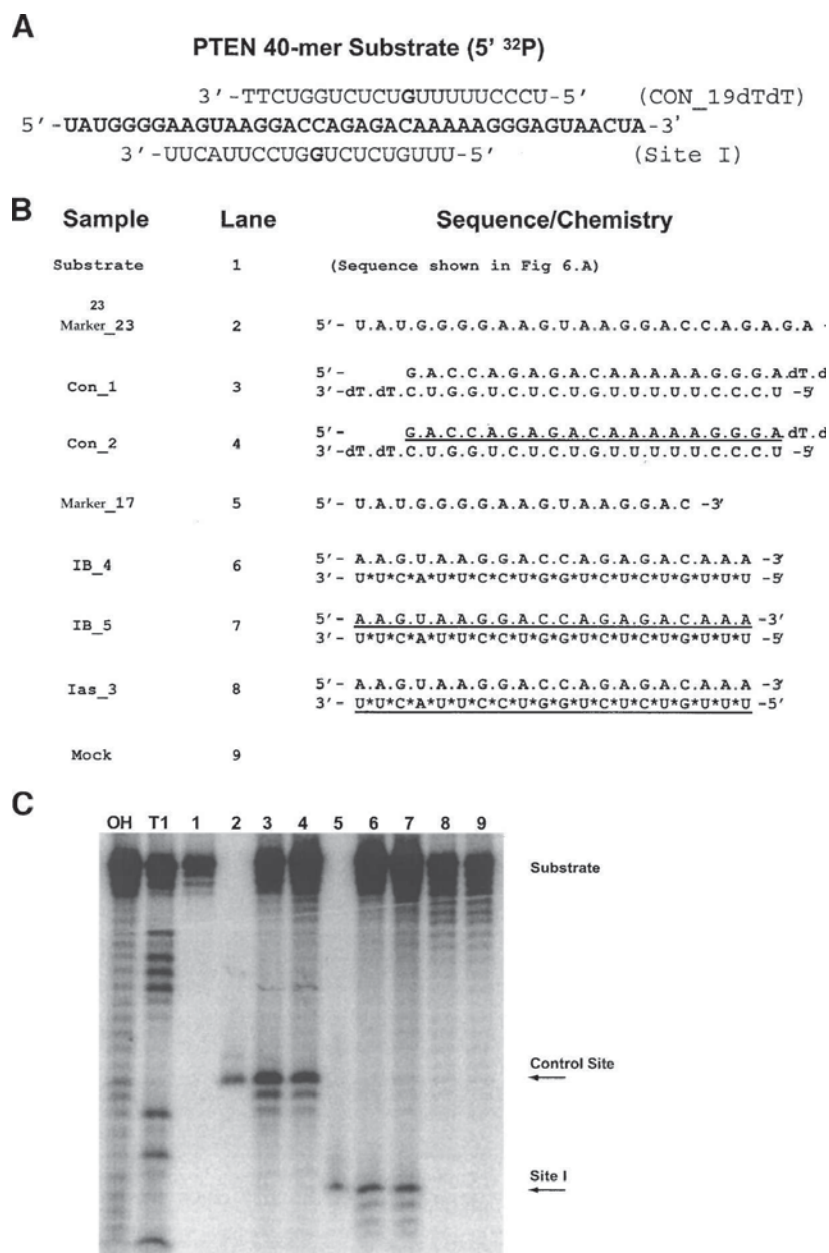 A
PTEN 40-mer Substrate (5' 32P)
3'-TTCUGGUCUCUGUUUUUCCCU-5' (CON_19dTdT)
5'-UAUGGGGAAGUAAGGACCAGAGACAAAAAGGGAGUAACUA-3'
3'-UUCAUUCCUGGUCUCUGUUU-5' (Site I)
B
Sample Lane Sequence/Chemistry
Substrate 1 (Sequence shown in Fig 6.A)
23
Marker_23 2 5'- U.A.U.G.G.G.G.A.A.G.U.A.A.G.G.A.C.C.A.G.A.G.A -
5'- G.A.C.C.A.G.A.G.A.C.A.A.A.A.A.G.G.G.A.dT.d
Con_1 3 3'-dT.dT.C.U.G.G.U.C.U.C.U.G.U.U.U.U.U.C.C.C.U -5'
5'- G.A.C.C.A.G.A.G.A.C.A.A.A.A.A.G.G.G.A.dT.d
Con_2 4 3'-dT.dT.C.U.G.G.U.C.U.C.U.G.U.U.U.U.U.C.C.C.U -5'
Marker_17 5 5'- U.A.U.G.G.G.G.A.A.G.U.A.A.G.G.A.C -3'
5'- A.A.G.U.A.A.G.G.A.C.C.A.G.A.G.A.C.A.A.A -3'
IB_4 6 3'- U*U*C*A*U*U*C*C*U*G*G*U*C*U*C*U*G*U*U*U -5'
5'- A.A.G.U.A.A.G.G.A.C.C.A.G.A.G.A.C.A.A.A -3'
IB_5 7 3'- U*U*C*A*U*U*C*C*U*G*G*U*C*U*C*U*G*U*U*U -5'
5'- A.A.G.U.A.A.G.G.A.C.C.A.G.A.G.A.C.A.A.A -3'
Ias_3 8 3'- U*U*C*A*U*U*C*C*U*G*G*U*C*U*C*U*G*U*U*U -5'
Mock 9
C
OH T1 1 2 3 4 5 6 7 8 9
Substrate
Control Site
Site I